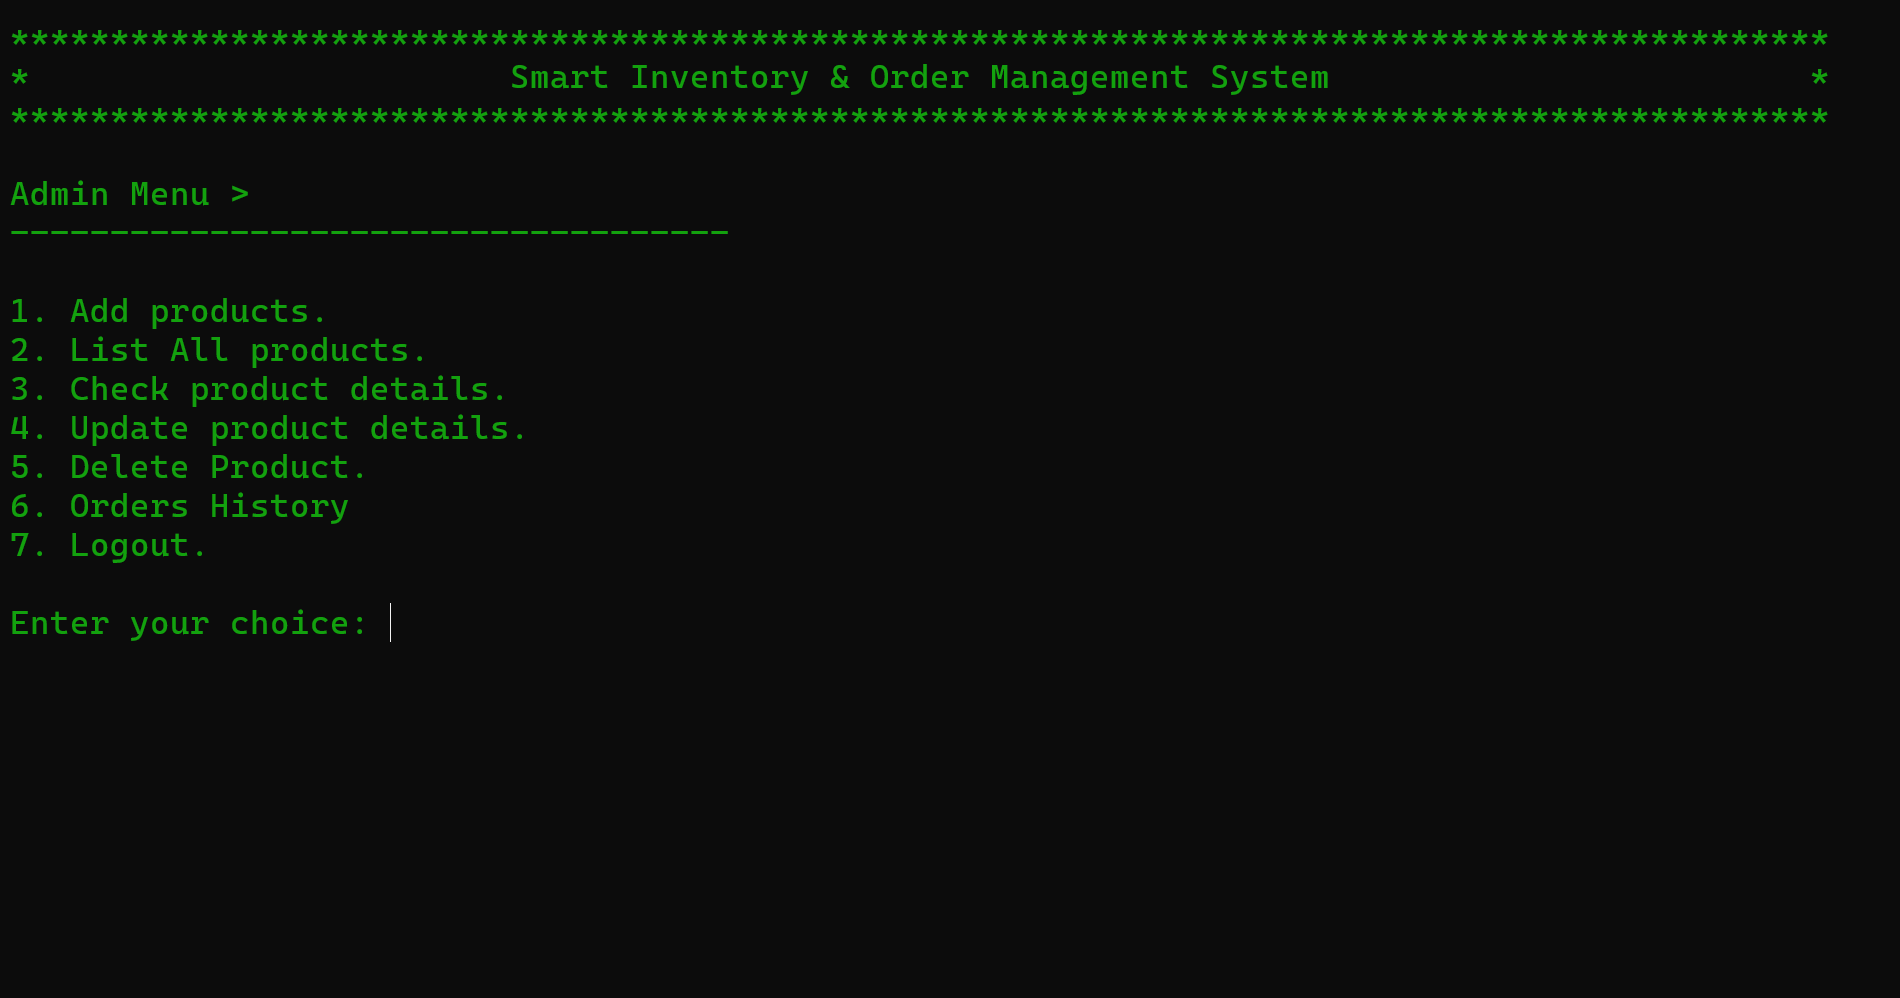 *******************************************************************************************
*                        Smart Inventory & Order Management System                        *
*******************************************************************************************
Admin Menu >
------------------------------------
1. Add products.
2. List All products.
3. Check product details.
4. Update product details.
5. Delete Product.
6. Orders History
7. Logout.
Enter your choice: